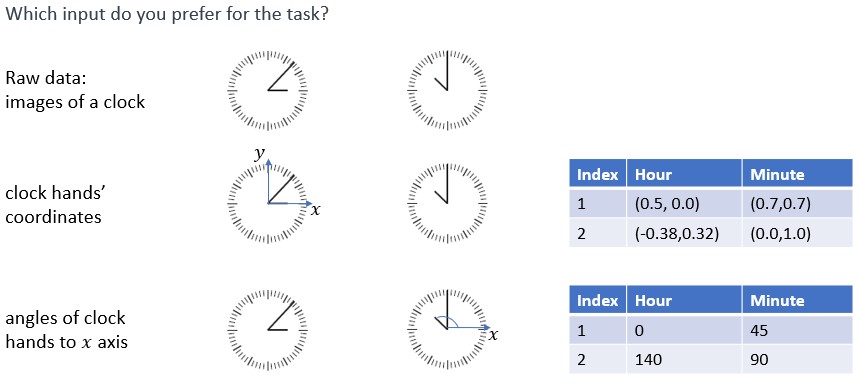 Which input do you prefer for the task?
Raw data:
images of a clock
y
x
clock hands’
coordinates
Index Hour Minute
1 (0.5, 0.0) (0.7,0.7)
2 (-0.38,0.32) (0.0,1.0)
angles of clock
hands to x axis
x
Index Hour Minute
1 0 45
2 140 90